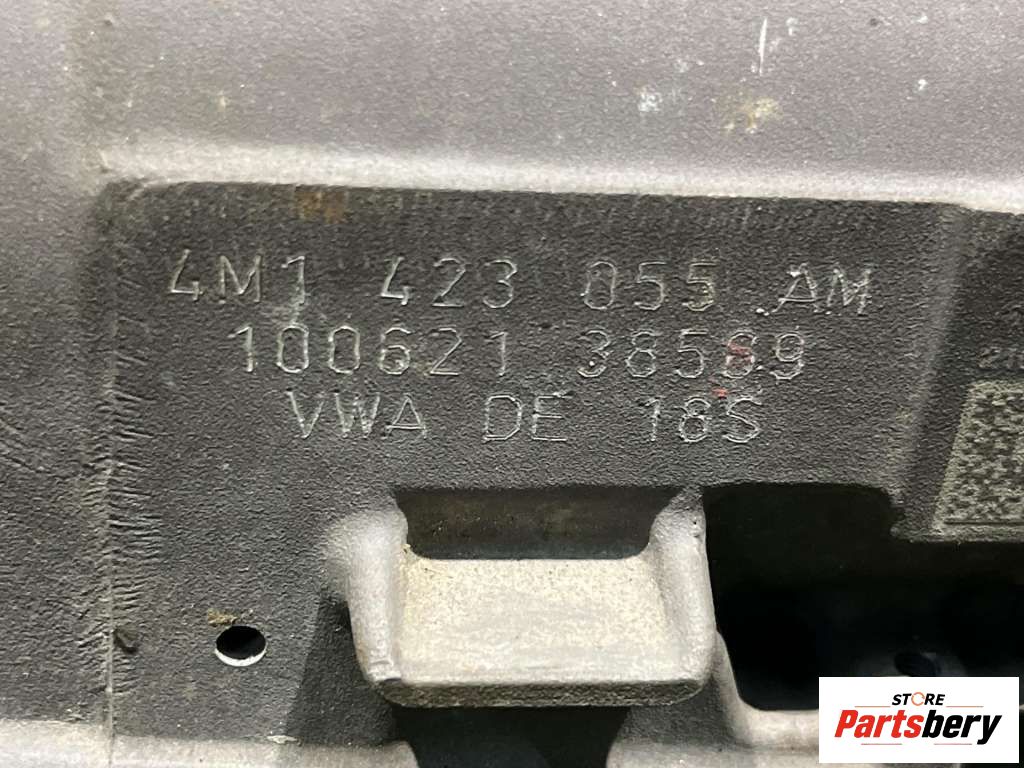 4M1 423 055 AM
100621 38589
VWA DE 18S
STORE
Partsbery